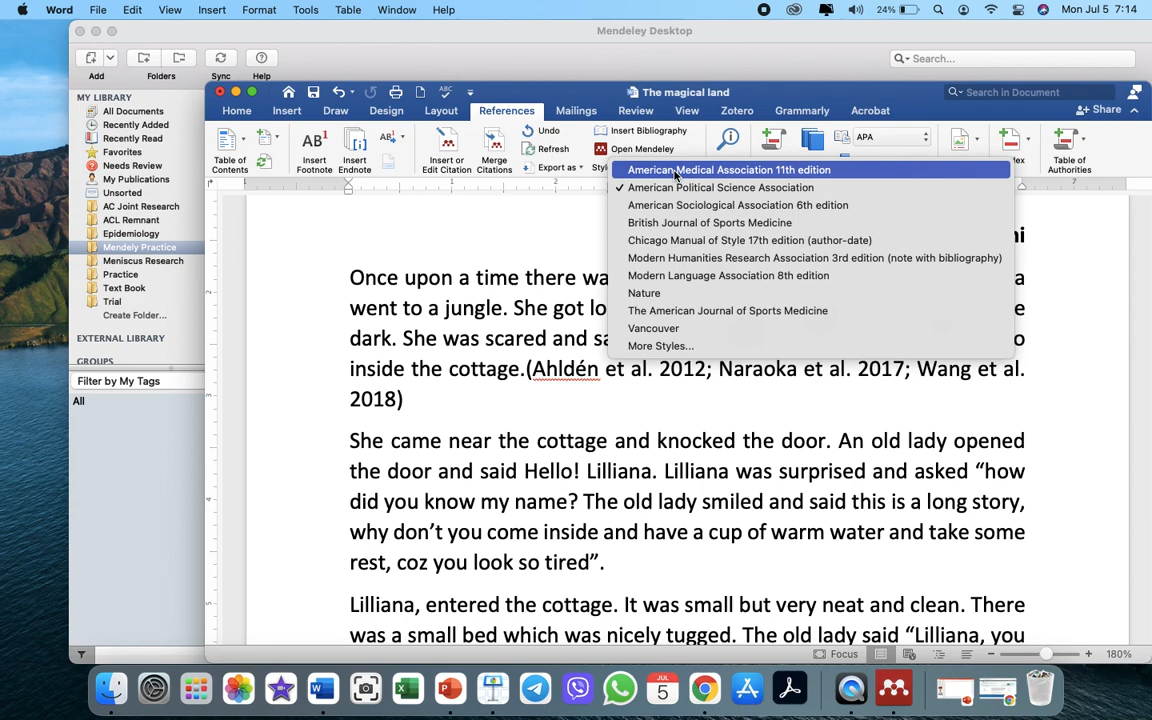 Word File Edit View Insert Format Tools Table Window Help 24% Mon Jul 5 7:14
Mendeley Desktop
Search...
Add Folders Sync Help
The magical land
Search in Document
Home Insert Draw Design Layout References Mailings Review View Zotero Grammarly Acrobat Share
Table of Contents
AB1 Insert Footnote
Insert Endnote
AB1
Insert or Edit Citation
Merge Citations
Undo
Refresh
Export as
Insert Bibliography
Open Mendeley
APA
Table of Authorities
MY LIBRARY
All Documents
Recently Added
Recently Read
Favorites
Needs Review
My Publications
Unsorted
AC Joint Research
ACL Remnant
Epidemiology
Mendely Practice
Meniscus Research
Practice
Text Book
Trial
Create Folder...
EXTERNAL LIBRARY
GROUPS
Filter by My Tags
All
American Medical Association 11th edition
✓ American Political Science Association
American Sociological Association 6th edition
British Journal of Sports Medicine
Chicago Manual of Style 17th edition (author-date)
Modern Humanities Research Association 3rd edition (note with bibliography)
Modern Language Association 8th edition
Nature
The American Journal of Sports Medicine
Vancouver
More Styles...
Once upon a time there wa
went to a jungle. She got lo
dark. She was scared and sa
inside the cottage.(Ahldén et al. 2012; Naraoka et al. 2017; Wang et al.
2018)
She came near the cottage and knocked the door. An old lady opened
the door and said Hello! Lilliana. Lilliana was surprised and asked “how
did you know my name? The old lady smiled and said this is a long story,
why don’t you come inside and have a cup of warm water and take some
rest, coz you look so tired”.
Lilliana, entered the cottage. It was small but very neat and clean. There
was a small bed which was nicely tugged. The old lady said “Lilliana, you
Focus 180%
JUL 5